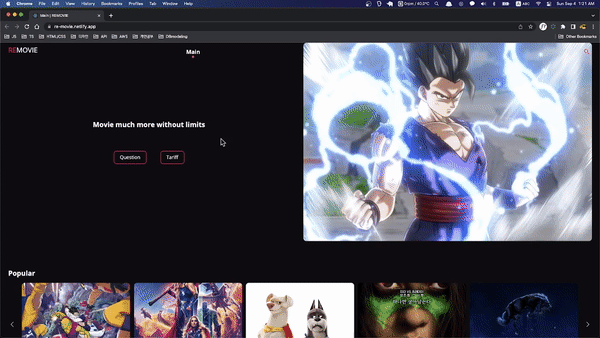 Chrome File Edit View History Bookmarks Profiles Tab Window Help
Sun Sep 4 1:21 AM
Main | REMOVIE
re-movie.netlify.app
JS TS HTML/CSS API AWS DBmodeling Other Bookmarks
REMOVIE
Main
Movie much more without limits
Question Tariff
Popular